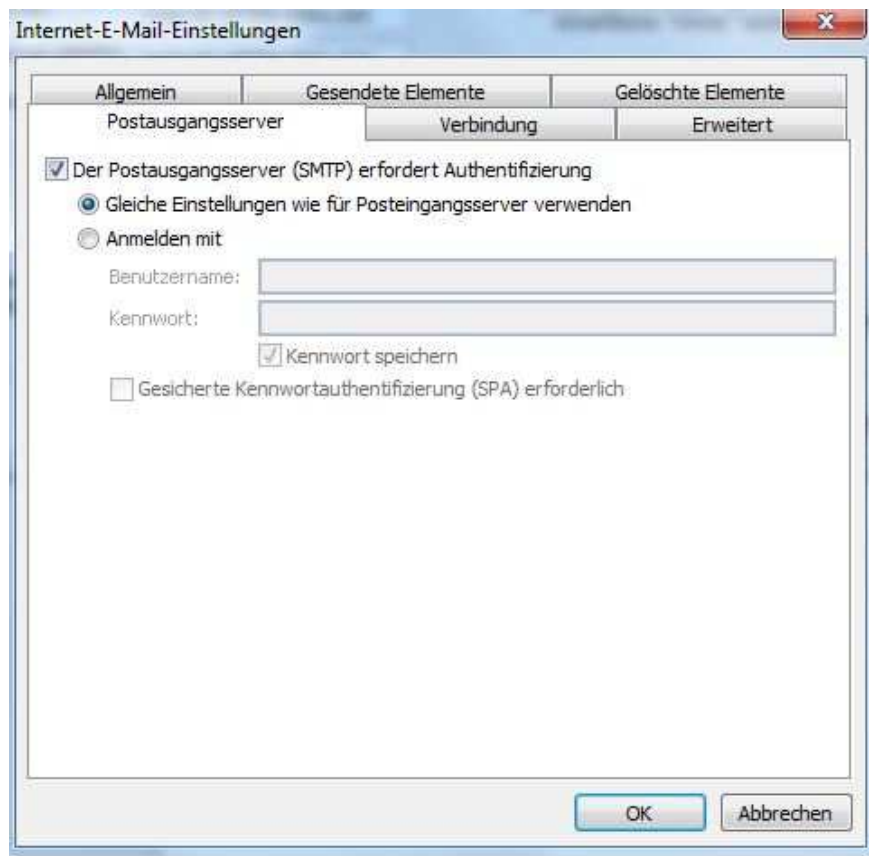 Internet-E-Mail-Einstellungen
Allgemein Gesendete Elemente Gelöschte Elemente
Postausgangsserver Verbindung Erweitert
Der Postausgangsserver (SMTP) erfordert Authentifizierung
Gleiche Einstellungen wie für Posteingangsserver verwenden
Anmelden mit
Benutzername:
Kennwort:
Kennwort speichern
Gesicherte Kennwortauthentifizierung (SPA) erforderlich
OK Abbrechen